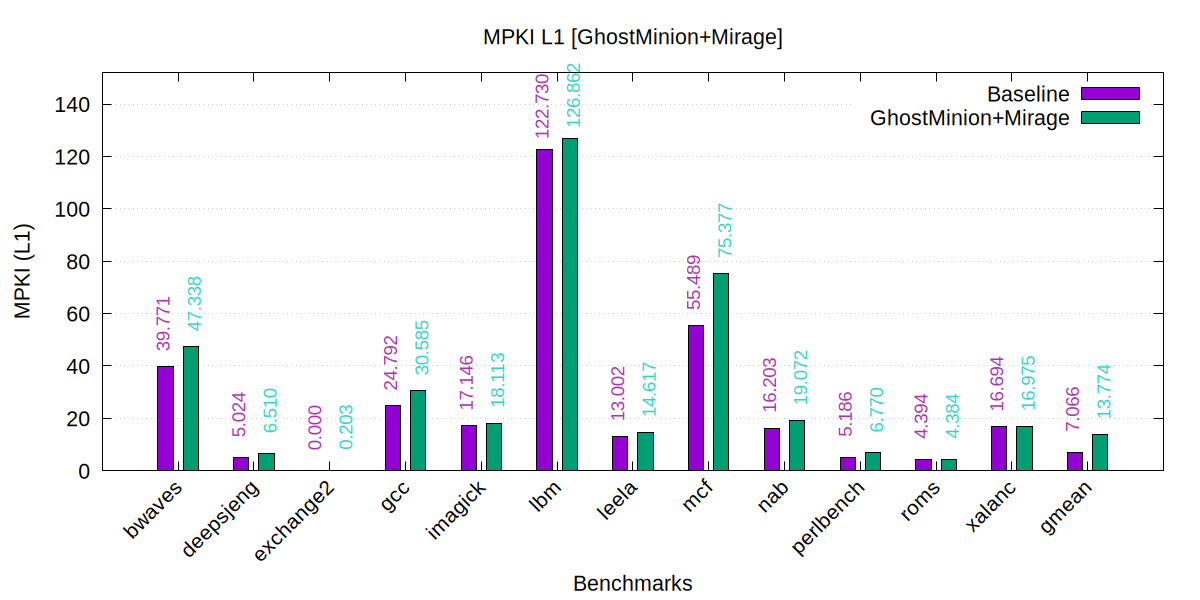 MPKI L1 [GhostMinion+Mirage]
Baseline
GhostMinion+Mirage
MPKI (L1)
140
120
100
80
60
40
20
0
39.771
47.338
5.024
6.510
0.000
0.203
24.792
30.585
17.146
18.113
122.730
126.862
13.002
14.617
55.489
75.377
16.203
19.072
5.186
6.770
4.394
4.384
16.694
16.975
7.066
13.774
bwaves
deepsjeng
exchange2
gcc
imagick
lbm
leela
mcf
nab
perlbench
roms
xalanc
gmean
Benchmarks